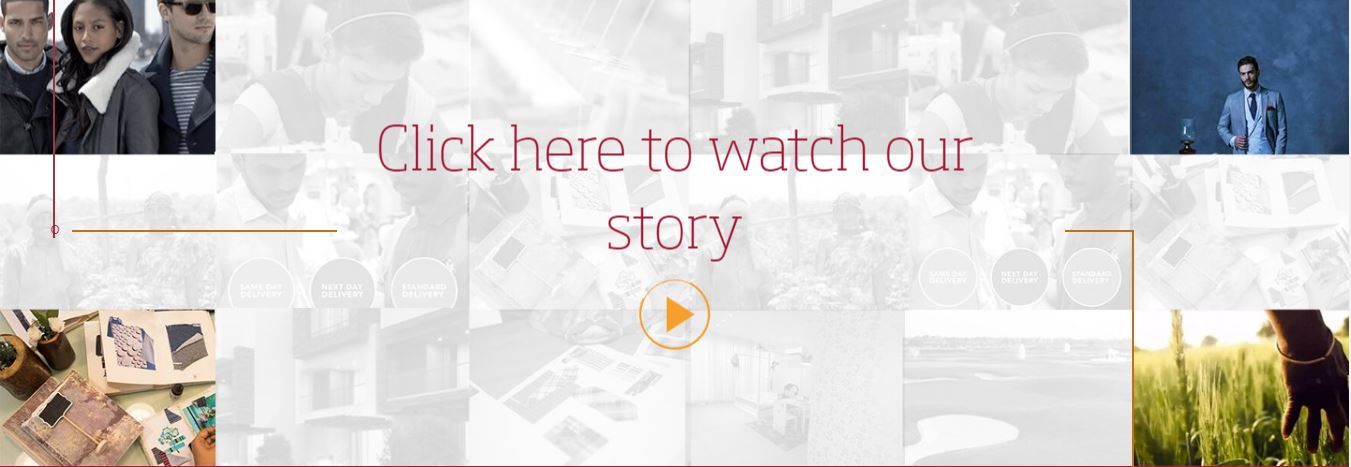 Click here to watch our
story
SAME DAY
DELIVERY
NEXT DAY
DELIVERY
STANDARD
DELIVERY
SAME DAY
DELIVERY
NEXT DAY
DELIVERY
STANDARD
DELIVERY